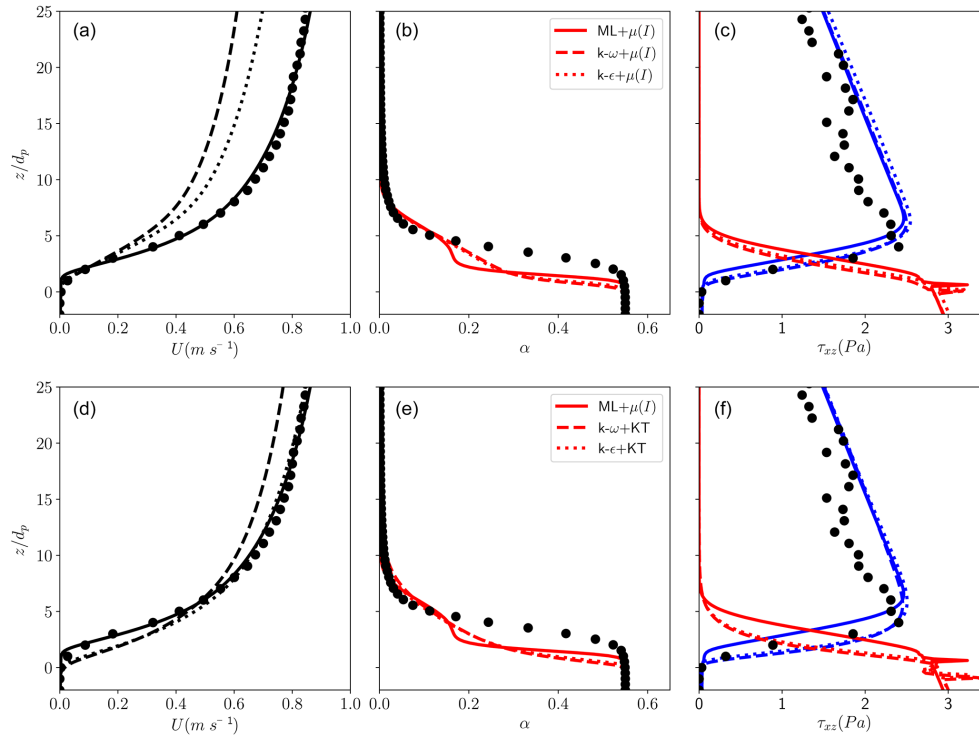 (a)
(b)
(c)
ML+μ(I)
k-ω+μ(I)
k-ϵ+μ(I)
z/d_p
25
20
15
10
5
0
0.0 0.2 0.4 0.6 0.8 1.0
0.0 0.2 0.4 0.6
0 1 2 3
U(m s⁻¹)
α
τ_xz(Pa)
(d)
(e)
(f)
ML+μ(I)
k-ω+KT
k-ϵ+KT
z/d_p
25
20
15
10
5
0
0.0 0.2 0.4 0.6 0.8 1.0
0.0 0.2 0.4 0.6
0 1 2 3
U(m s⁻¹)
α
τ_xz(Pa)